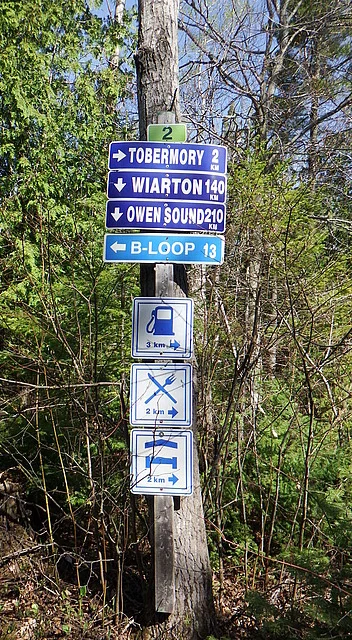 2
TOBERMORY 2 KM
WIARTON 140 KM
OWEN SOUND 210 KM
B-LOOP 13
3 km
2 km
2 km